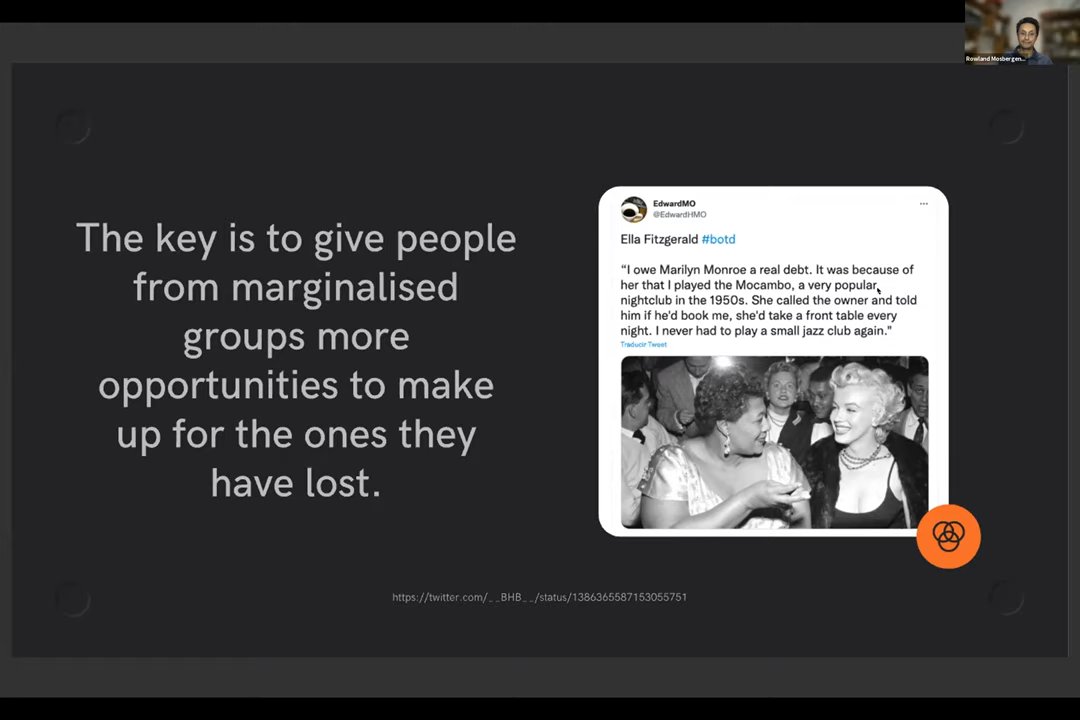 Rowland Mosbergen...
The key is to give people
from marginalised
groups more
opportunities to make
up for the ones they
have lost.
EdwardMO
@EdwardHMO
Ella Fitzgerald #botd
“I owe Marilyn Monroe a real debt. It was because of
her that I played the Mocambo, a very popular
nightclub in the 1950s. She called the owner and told
him if he'd book me, she'd take a front table every
night. I never had to play a small jazz club again."
Traducir Tweet
https://twitter.com/__BHB__/status/1386365587153055751